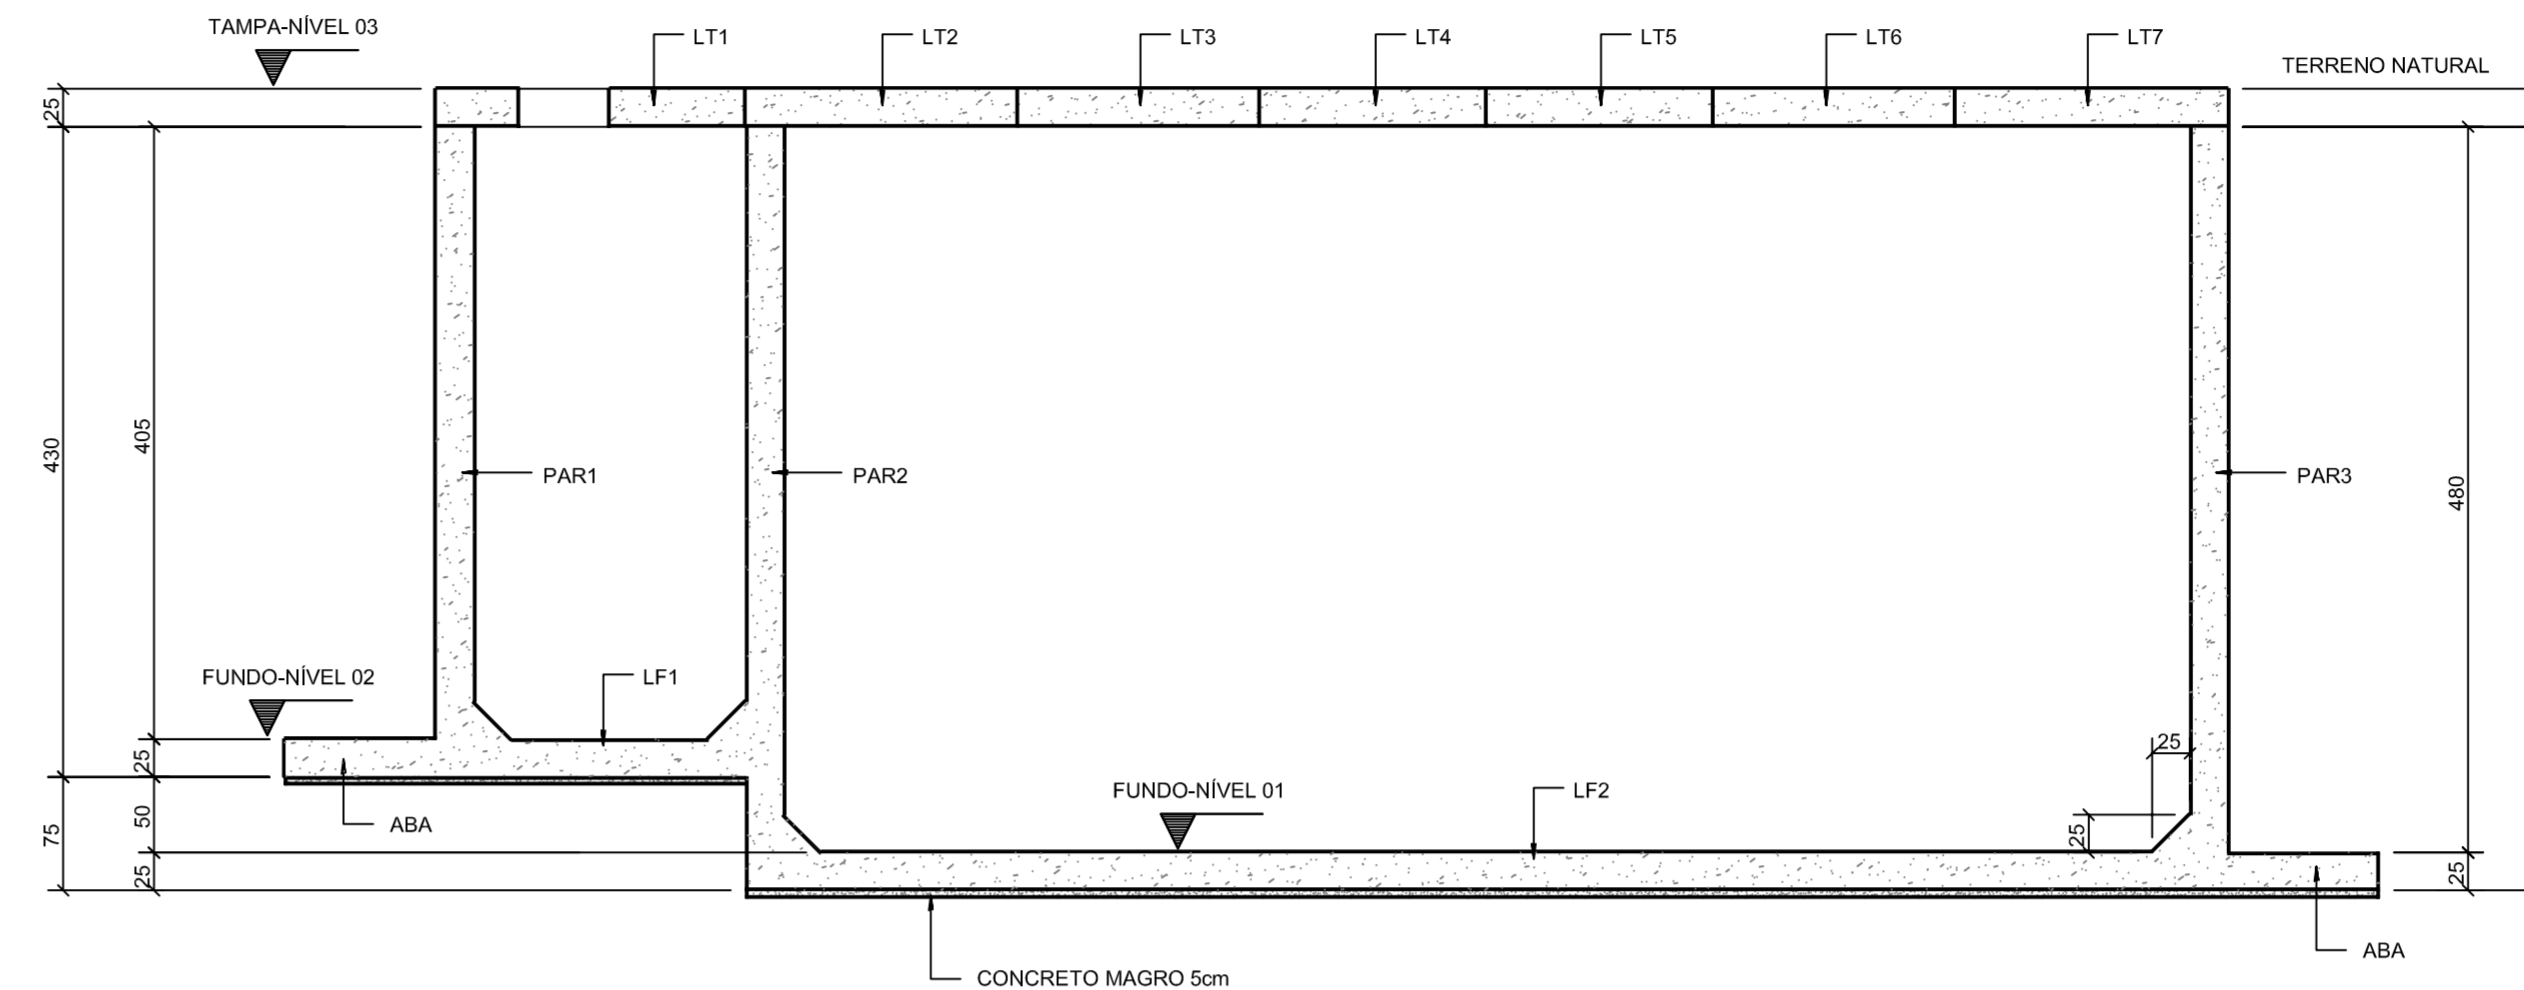 TAMPA-NÍVEL 03
LT1
LT2
LT3
LT4
LT5
LT6
LT7
TERRENO NATURAL
25
430
405
PAR1
PAR2
PAR3
480
FUNDO-NÍVEL 02
LF1
25
25
FUNDO-NÍVEL 01
LF2
25
75
50
ABA
25
25
ABA
CONCRETO MAGRO 5cm